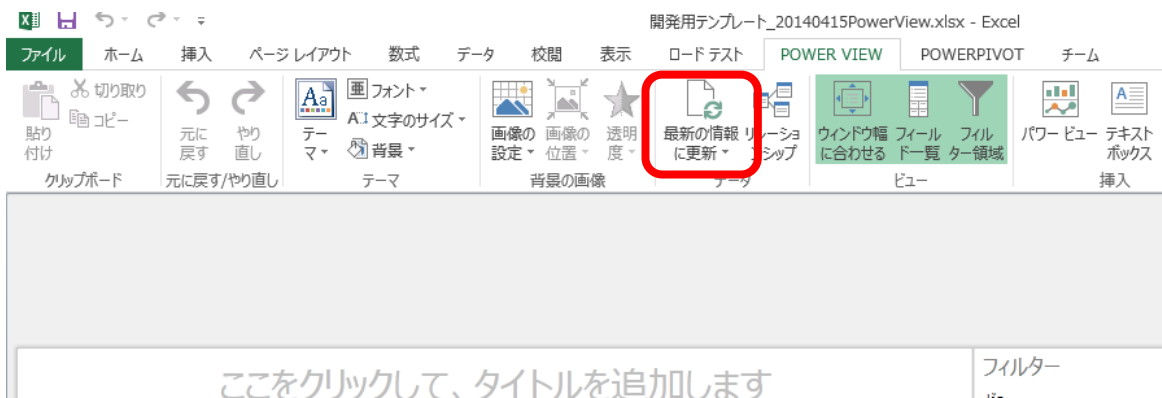 開発用テンプレート_20140415PowerView.xlsx - Excel
ファイル ホーム 挿入 ページ レイアウト 数式 データ 校閲 表示 ロード テスト POWER VIEW POWERPIVOT チーム
貼り付け
切り取り
コピー
クリップボード
元に戻す
やり直し
元に戻す/やり直し
テーマ
亜 フォント
文字のサイズ
背景
テーマ
画像の設定
画像の位置
透明度
背景の画像
最新の情報に更新
リレーションシップ
データ
ウィンドウ幅に合わせる
フィールド一覧
フィルター領域
ビュー
パワー ビュー
テキストボックス
挿入
ここをクリックして、タイトルを追加します
フィルター